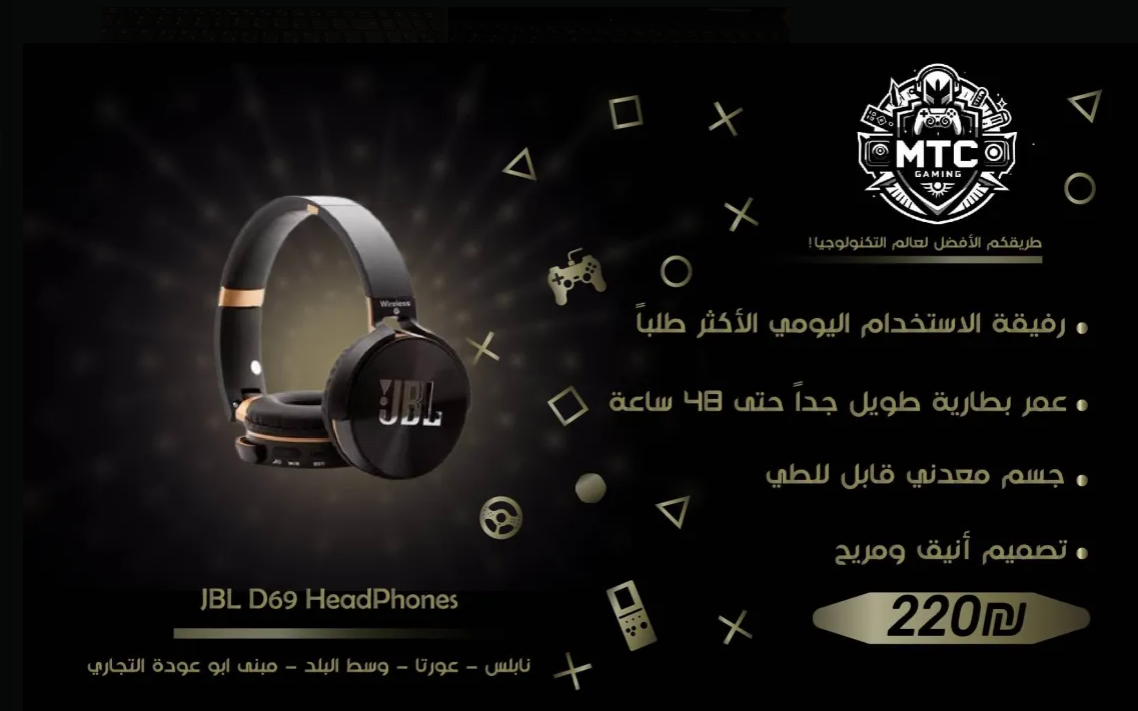 MTC
GAMING
طريقكم الأفضل لعالم التكنولوجيا!
رفيقة الاستخدام اليومي الأكثر طلباً
عمر بطارية طويل جداً حتى 48 ساعة
جسم معدني قابل للطي
تصميم أنيق ومريح
220₪
Wireless
JBL
JBL D69 HeadPhones
نابلس - عورتا - وسط البلد - مبنى ابو عودة التجاري